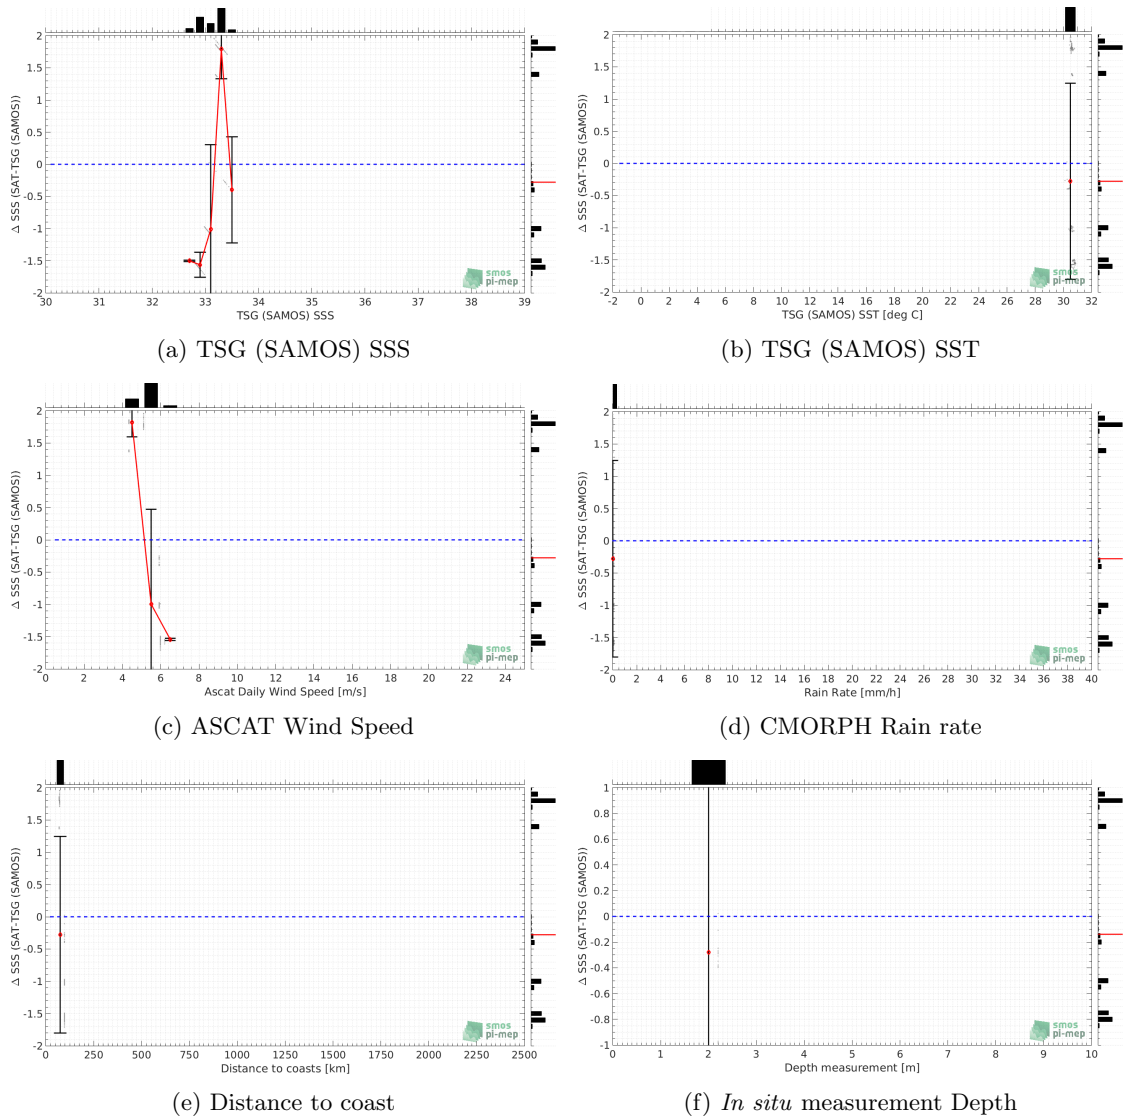 2
1.5
1
0.5
0
-0.5
-1
-1.5
-2
Δ SSS (SAT-TSG (SAMOS))
30 31 32 33 34 35 36 37 38 39
TSG (SAMOS) SSS
smos
pi-mep
(a) TSG (SAMOS) SSS
2
1.5
1
0.5
0
-0.5
-1
-1.5
-2
Δ SSS (SAT-TSG (SAMOS))
-2 0 2 4 6 8 10 12 14 16 18 20 22 24 26 28 30 32
TSG (SAMOS) SST [deg C]
smos
pi-mep
(b) TSG (SAMOS) SST
2
1.5
1
0.5
0
-0.5
-1
-1.5
-2
Δ SSS (SAT-TSG (SAMOS))
0 2 4 6 8 10 12 14 16 18 20 22 24
Ascat Daily Wind Speed [m/s]
smos
pi-mep
(c) ASCAT Wind Speed
2
1.5
1
0.5
0
-0.5
-1
-1.5
-2
Δ SSS (SAT-TSG (SAMOS))
0 2 4 6 8 10 12 14 16 18 20 22 24 26 28 30 32 34 36 38 40
Rain Rate [mm/h]
smos
pi-mep
(d) CMORPH Rain rate
2
1.5
1
0.5
0
-0.5
-1
-1.5
-2
Δ SSS (SAT-TSG (SAMOS))
0 250 500 750 1000 1250 1500 1750 2000 2250 2500
Distance to coasts [km]
smos
pi-mep
(e) Distance to coast
1
0.8
0.6
0.4
0.2
0
-0.2
-0.4
-0.6
-0.8
-1
Δ SSS (SAT-TSG (SAMOS))
0 1 2 3 4 5 6 7 8 9 10
Depth measurement [m]
smos
pi-mep
(f) In situ measurement Depth